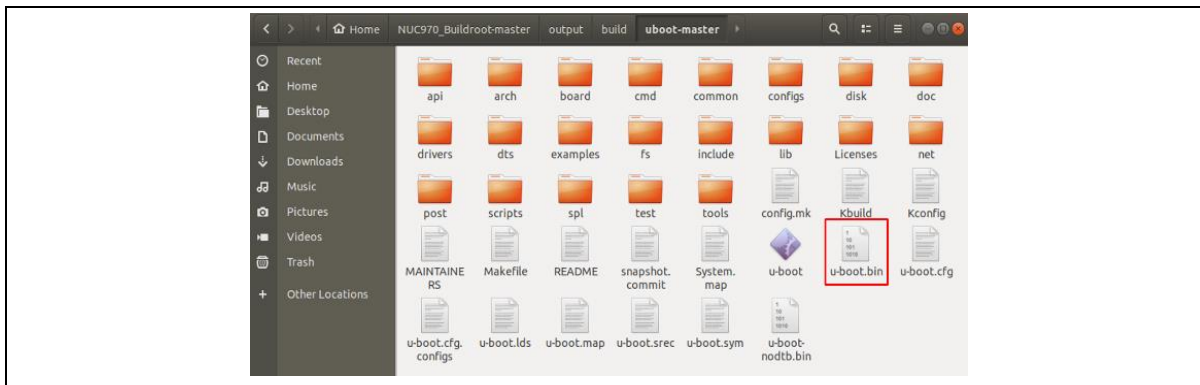 Home NUC970_Buildroot-master output build uboot-master
Recent
Home
Desktop
Documents
Downloads
Music
Pictures
Videos
Trash
Other Locations
api arch board cmd common configs disk doc
drivers dts examples fs include lib Licenses net
post scripts spl test tools config.mk Kbuild Kconfig
MAINTAINE Makefile README snapshot. System. u-boot u-boot.bin u-boot.cfg
RS commit map
u-boot.cfg. u-boot.lds u-boot.map u-boot.srec u-boot.sym u-boot-
configs nodtb.bin